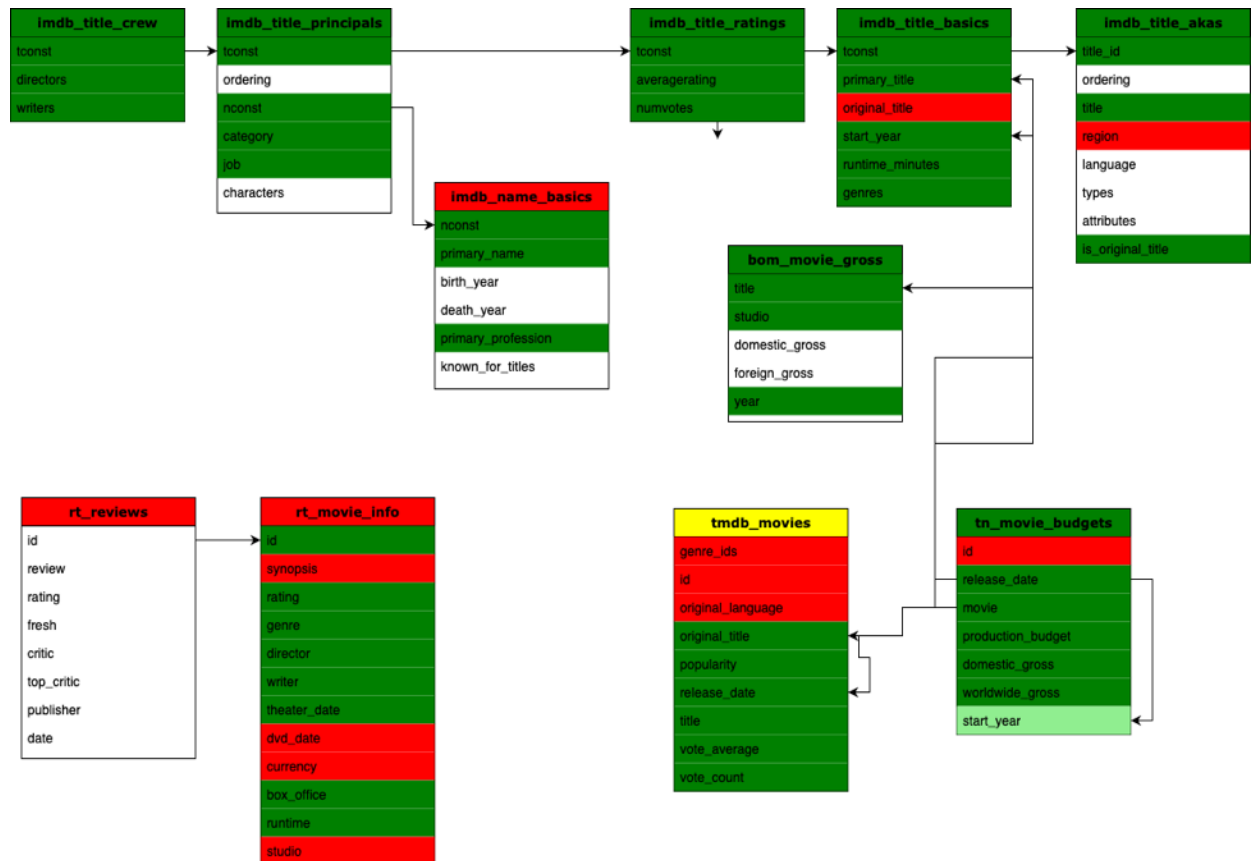 imdb_title_crew
tconst
directors
writers
imdb_title_principals
tconst
ordering
nconst
category
job
characters
imdb_name_basics
nconst
primary_name
birth_year
death_year
primary_profession
known_for_titles
imdb_title_ratings
tconst
averagerating
numvotes
imdb_title_basics
tconst
primary_title
original_title
start_year
runtime_minutes
genres
imdb_title_akas
title_id
ordering
title
region
language
types
attributes
is_original_title
bom_movie_gross
title
studio
domestic_gross
foreign_gross
year
rt_reviews
id
review
rating
fresh
critic
top_critic
publisher
date
rt_movie_info
id
synopsis
rating
genre
director
writer
theater_date
dvd_date
currency
box_office
runtime
studio
tmdb_movies
genre_ids
id
original_language
original_title
popularity
release_date
title
vote_average
vote_count
tn_movie_budgets
id
release_date
movie
production_budget
domestic_gross
worldwide_gross
start_year